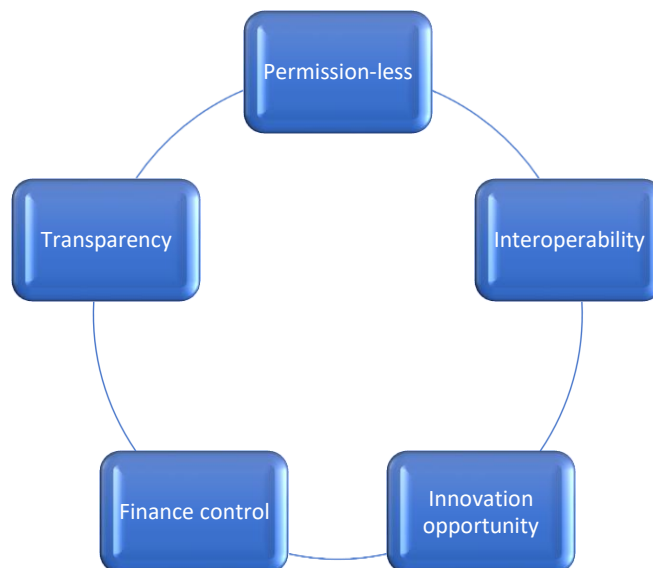 Permission-less
Transparency
Interoperability
Finance control
Innovation
opportunity